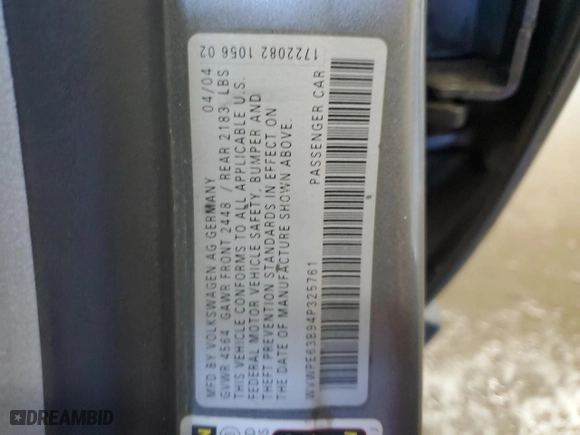 1722082 1056 02
MFD BY VOLKSWAGEN AG GERMANY 04/04
GVWR 4564 GAWR FRONT 2448 / REAR 2183 LBS
THIS VEHICLE CONFORMS TO ALL APPLICABLE U.S.
FEDERAL MOTOR VEHICLE SAFETY, BUMPER AND
THEFT PREVENTION STANDARDS IN EFFECT ON
THE DATE OF MANUFACTURE SHOWN ABOVE.
WVWPE63B94P325761 PASSENGER CAR
DREAMBID